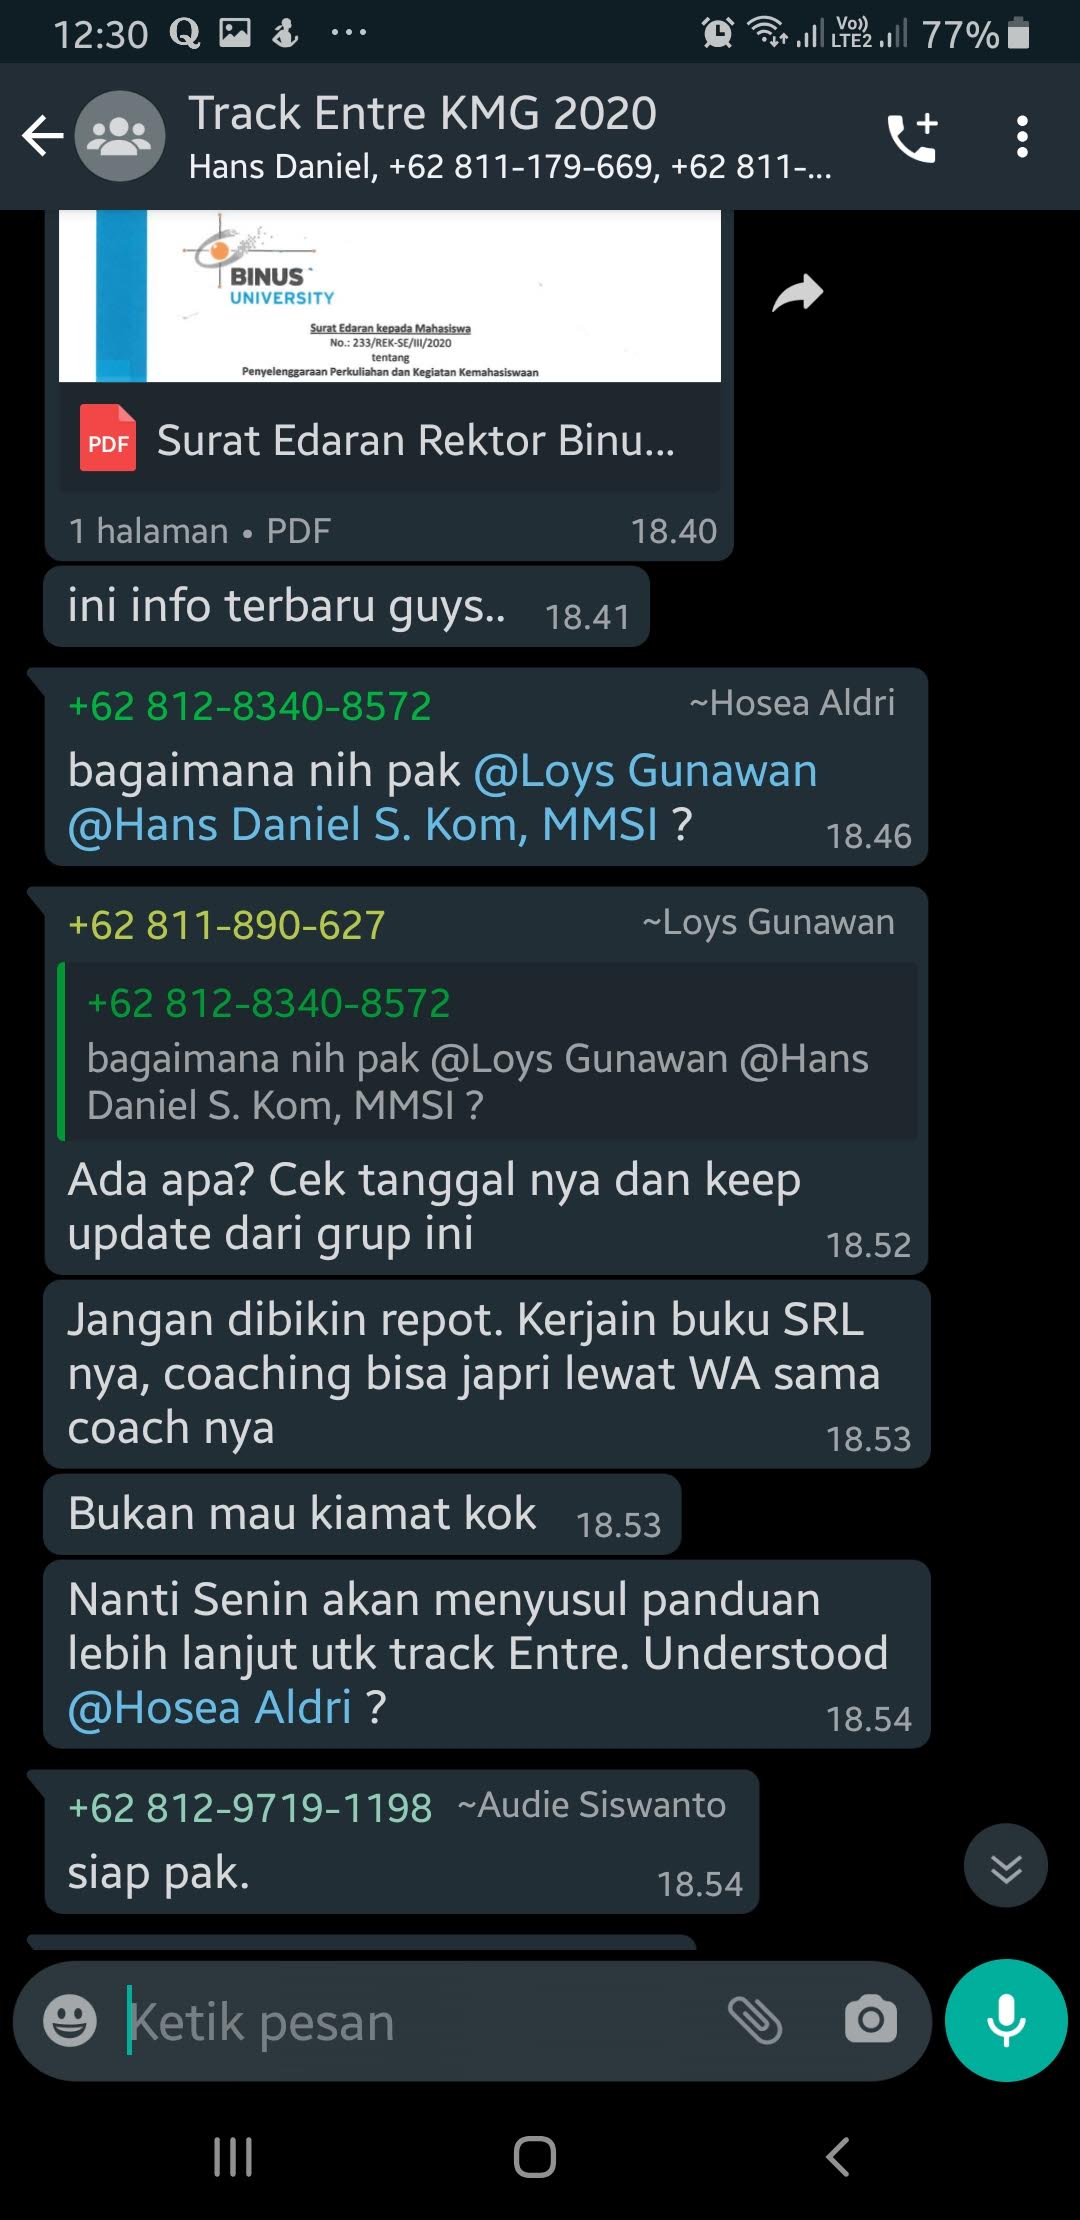 12:30
Vo))
LTE2
77%
Track Entre KMG 2020
Hans Daniel, +62 811-179-669, +62 811-...
BINUS
UNIVERSITY
Surat Edaran kepada Mahasiswa
No.: 233/REK-SE/III/2020
tentang
Penyelenggaraan Perkuliahan dan Kegiatan Kemahasiswaan
PDF
Surat Edaran Rektor Binu...
1 halaman • PDF
18.40
ini info terbaru guys..
18.41
+62 812-8340-8572
~Hosea Aldri
bagaimana nih pak @Loys Gunawan
@Hans Daniel S. Kom, MMSI ?
18.46
+62 811-890-627
~Loys Gunawan
+62 812-8340-8572
bagaimana nih pak @Loys Gunawan @Hans
Daniel S. Kom, MMSI ?
Ada apa? Cek tanggal nya dan keep
update dari grup ini
18.52
Jangan dibikin repot. Kerjain buku SRL
nya, coaching bisa japri lewat WA sama
coach nya
18.53
Bukan mau kiamat kok
18.53
Nanti Senin akan menyusul panduan
lebih lanjut utk track Entre. Understood
@Hosea Aldri ?
18.54
+62 812-9719-1198
~Audie Siswanto
siap pak.
18.54
Ketik pesan